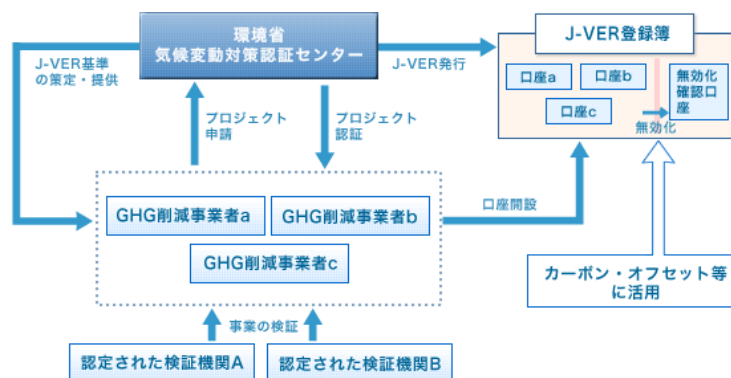 環境省
気候変動対策認証センター
J-VER基準
の策定・提供
J-VER発行
J-VER登録簿
口座a
口座b
口座c
無効化
確認口
座
無効化
プロジェクト
申請
プロジェクト
認証
GHG削減事業者a
GHG削減事業者b
GHG削減事業者c
口座開設
カーボン・オフセット等
に活用
事業の検証
認定された検証機関A
認定された検証機関B